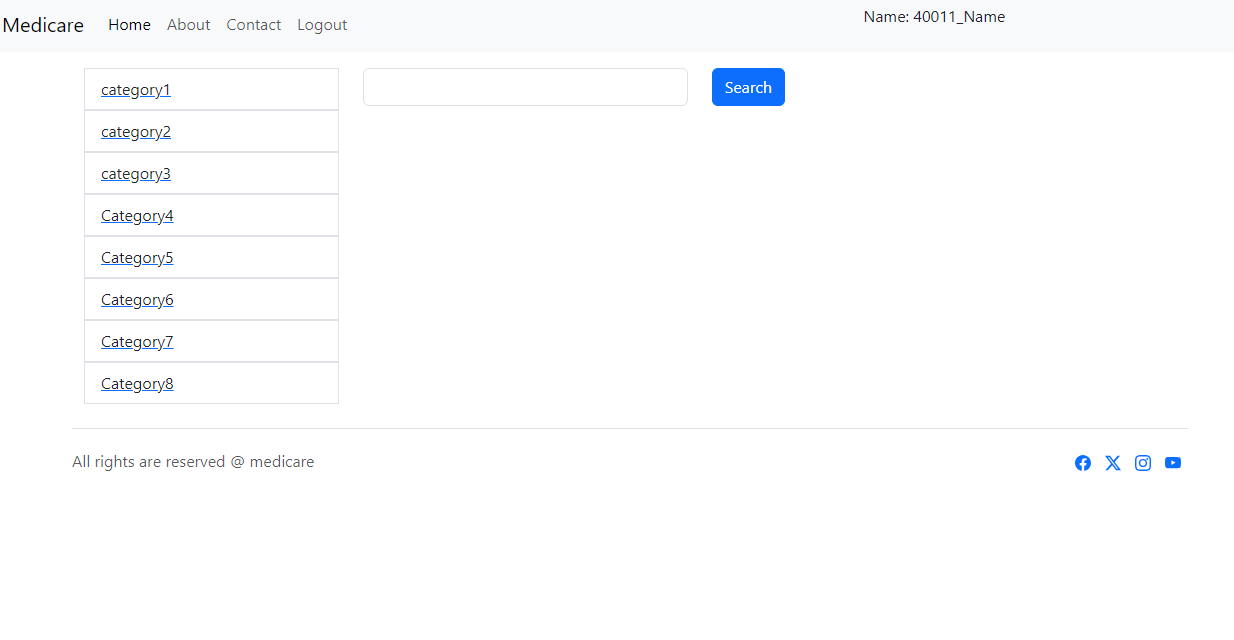 Medicare Home About Contact Logout Name: 40011_Name
category1
Search
category2
category3
Category4
Category5
Category6
Category7
Category8
All rights are reserved @ medicare